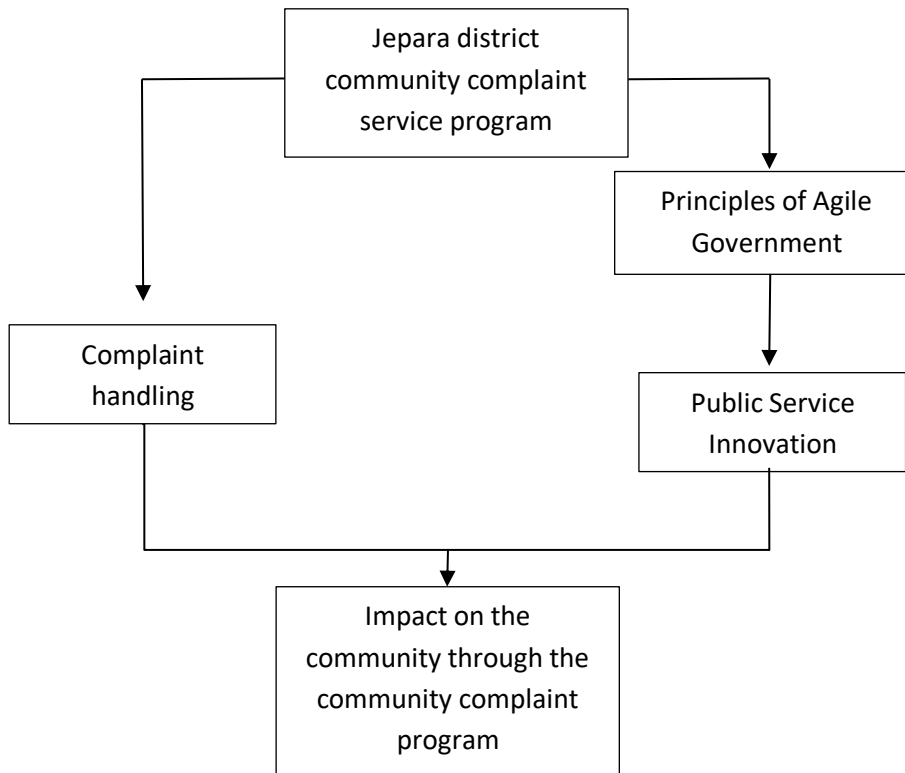 Jepara district
community complaint
service program
Principles of Agile
Government
Complaint
handling
Public Service
Innovation
Impact on the
community through the
community complaint
program